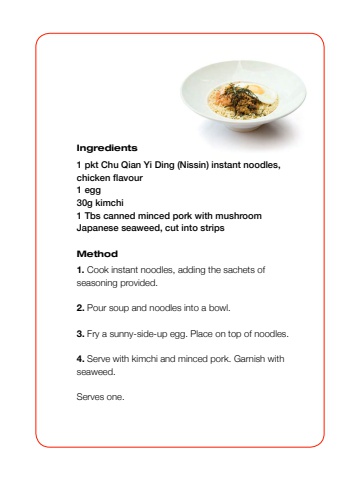 Ingredients
1 pkt Chu Qian Yi Ding (Nissin) instant noodles,
chicken flavour
1 egg
30g kimchi
1 Tbs canned minced pork with mushroom
Japanese seaweed, cut into strips
Method
1. Cook instant noodles, adding the sachets of
seasoning provided.
2. Pour soup and noodles into a bowl.
3. Fry a sunny-side-up egg. Place on top of noodles.
4. Serve with kimchi and minced pork. Garnish with
seaweed.
Serves one.